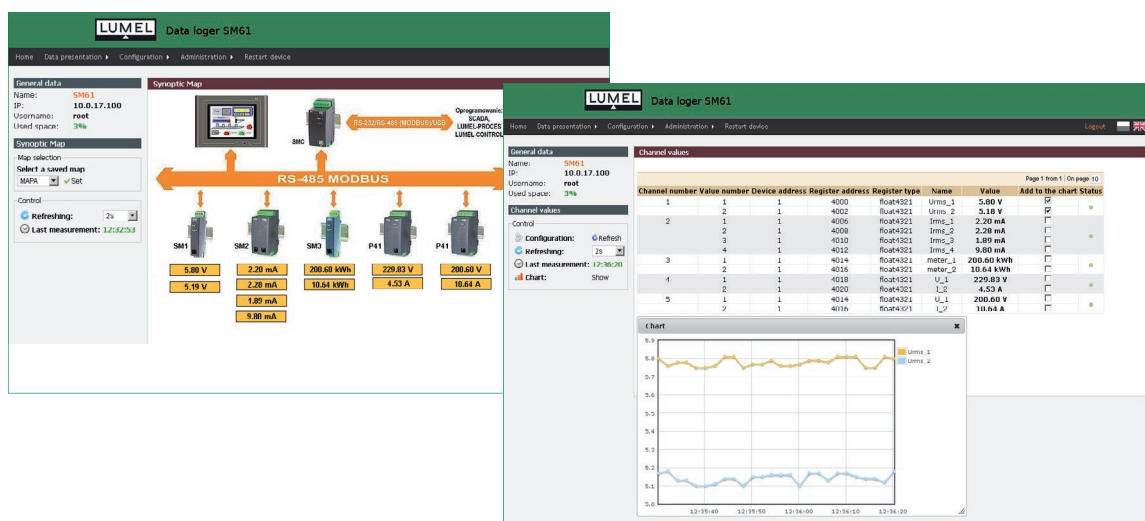 LUMEL Data loger SM61
Home Data presentation Configuration Administration Restart device
General data
Name: SM61
IP: 10.0.17.100
Username: root
Used space: 3%
Synoptic Map
Map selection
Select a saved map
MAPA Set
Control
Refreshing: 2s
Last measurement: 12:32:53
Synoptic Map
SMC
RS-232/RS-485 (MODBUS)/USB
Oprogramowanie:
SCADA,
LUMEL-PROCES
LUMEL-CONTROL
RS-485 MODBUS
SM1 SM2 SM3 P41 P41
5.80 V 2.20 mA 200.60 kWh 229.83 V 200.60 V
5.19 V 2.28 mA 10.64 kWh 4.53 A 10.64 A
1.89 mA
9.80 mA
LUMEL Data loger SM61
Home Data presentation Configuration Administration Restart device Logout
General data
Name: SM61
IP: 10.0.17.100
Username: root
Used space: 3%
Channel values
Control
Configuration: Refresh
Refreshing: 2s
Last measurement: 12:36:20
Chart: Show
Channel values
Page 1 from 1 On page 10
Channel number Value number Device address Register address Register type Name Value Add to the chart Status
1 1 1 4000 float4321 Urms_1 5.80 V
2 1 4002 float4321 Urms_2 5.18 V
2 1 1 4006 float4321 Irms_1 2.20 mA
2 1 4008 float4321 Irms_2 2.28 mA
3 1 4010 float4321 Irms_3 1.89 mA
4 1 4012 float4321 Irms_4 9.80 mA
3 1 1 4014 float4321 meter_1 200.60 kWh
2 1 4016 float4321 meter_2 10.64 kWh
4 1 1 4018 float4321 U_1 229.83 V
2 1 4020 float4321 I_2 4.53 A
5 1 1 4014 float4321 U_1 200.60 V
2 1 4016 float4321 I_2 10.64 A
Chart
5.9
5.8
5.7
5.6
5.5
5.4
5.3
5.2
5.1
5.0
12:35:40 12:35:50 12:36:00 12:36:10 12:36:20
Urms_1
Urms_2